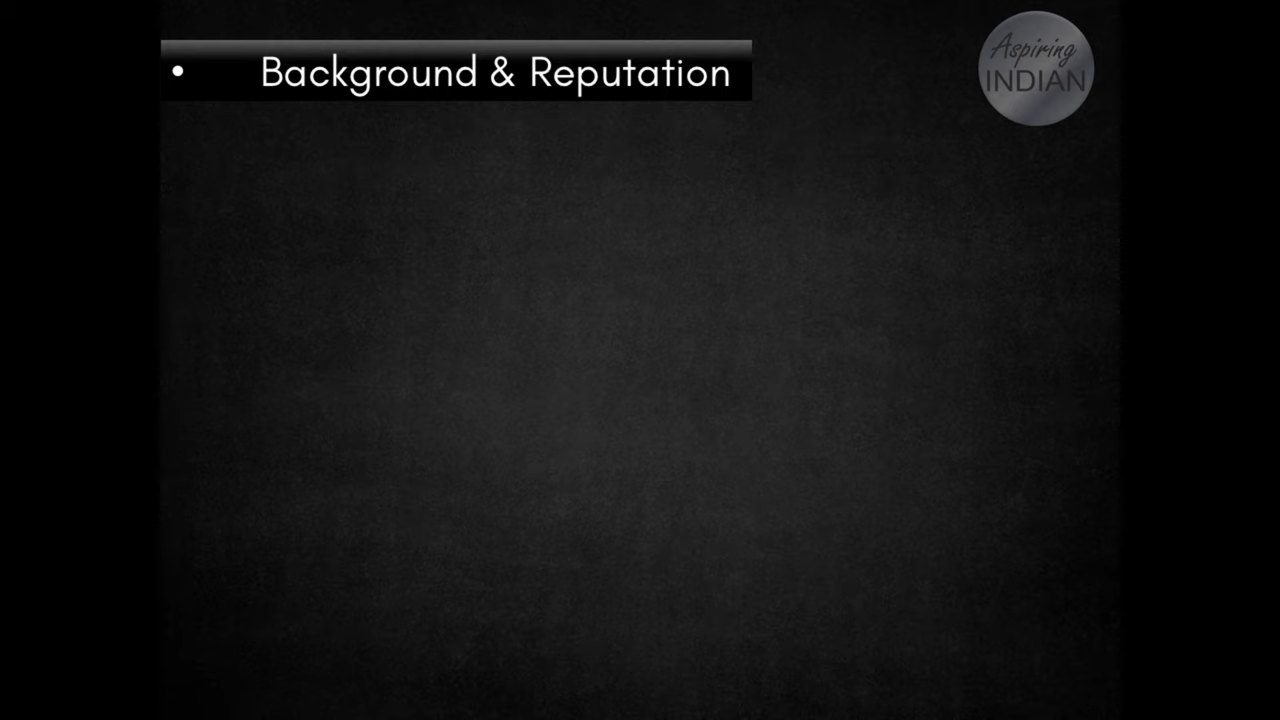 • Background & Reputation
Aspiring
INDIAN